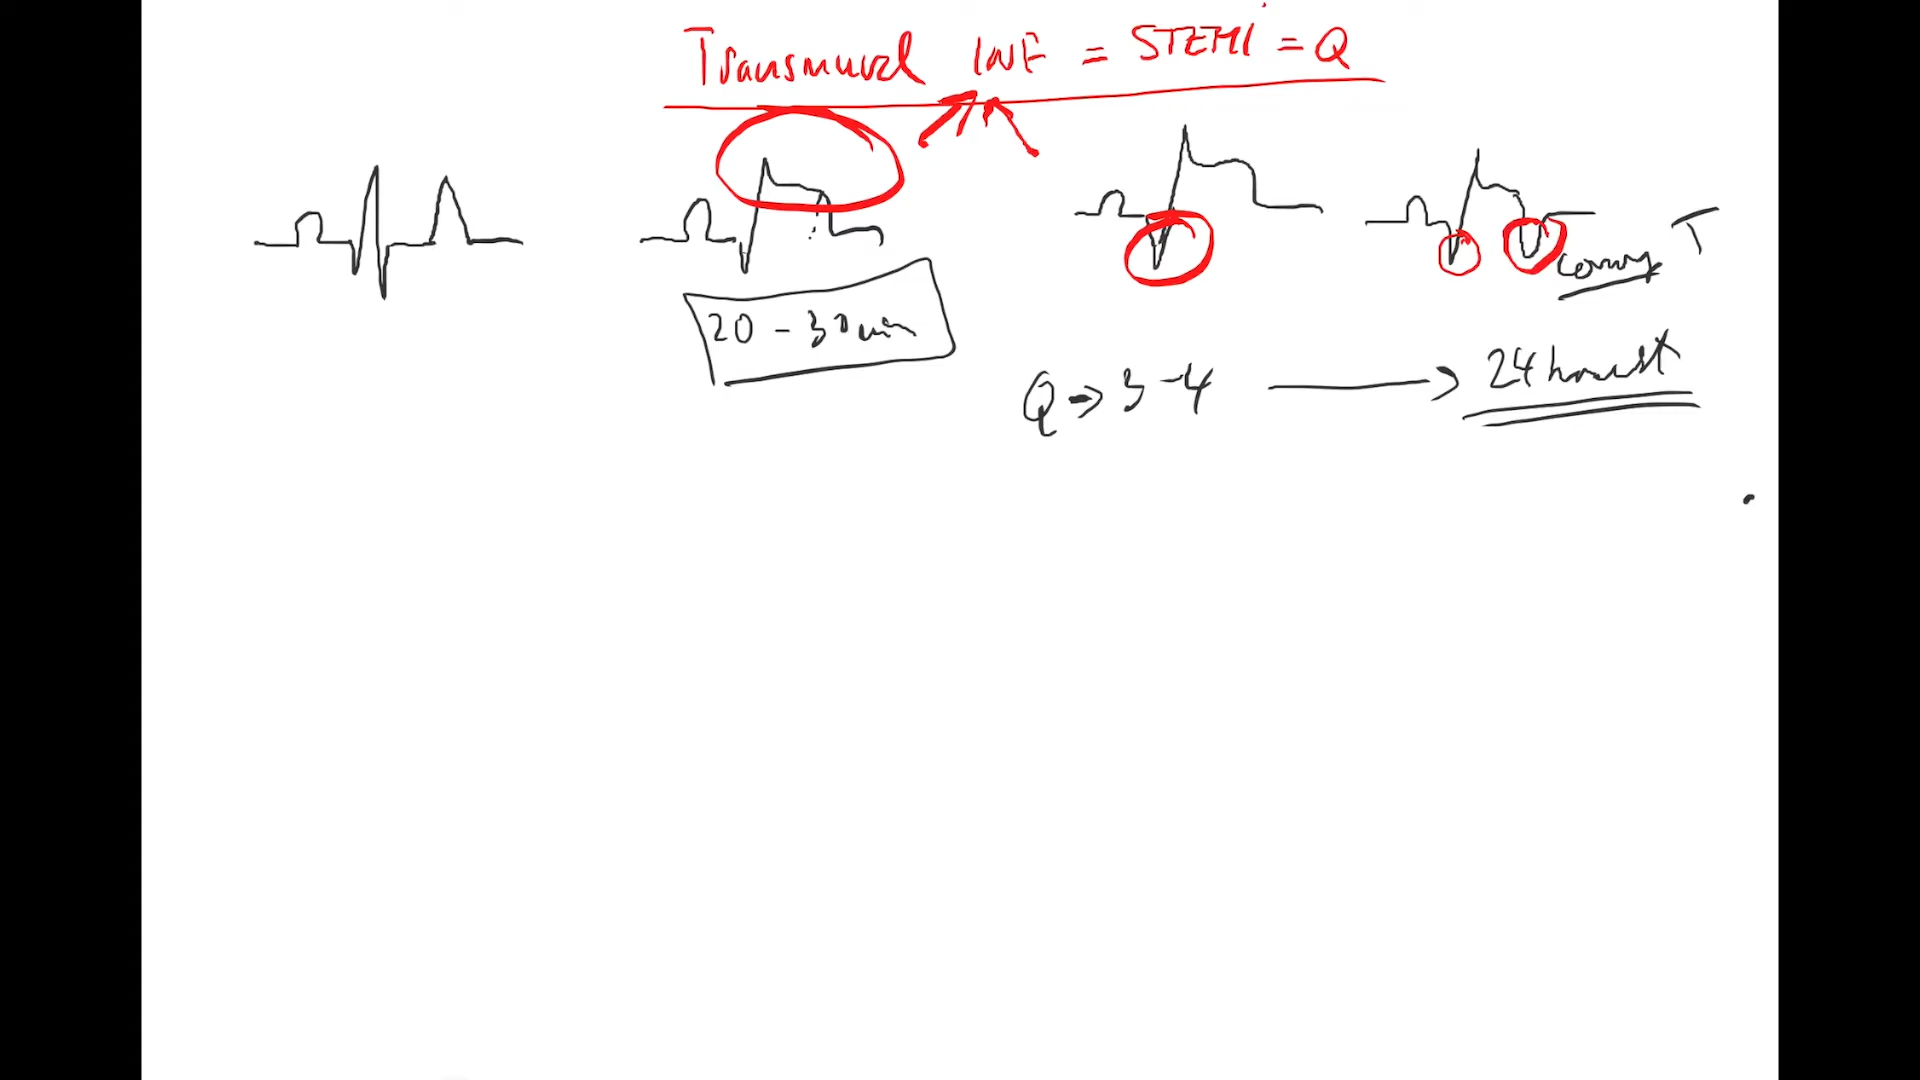 Transmural INF = STEMI = Q
T
20 - 30 min
Q → 3-4 → 24 hours